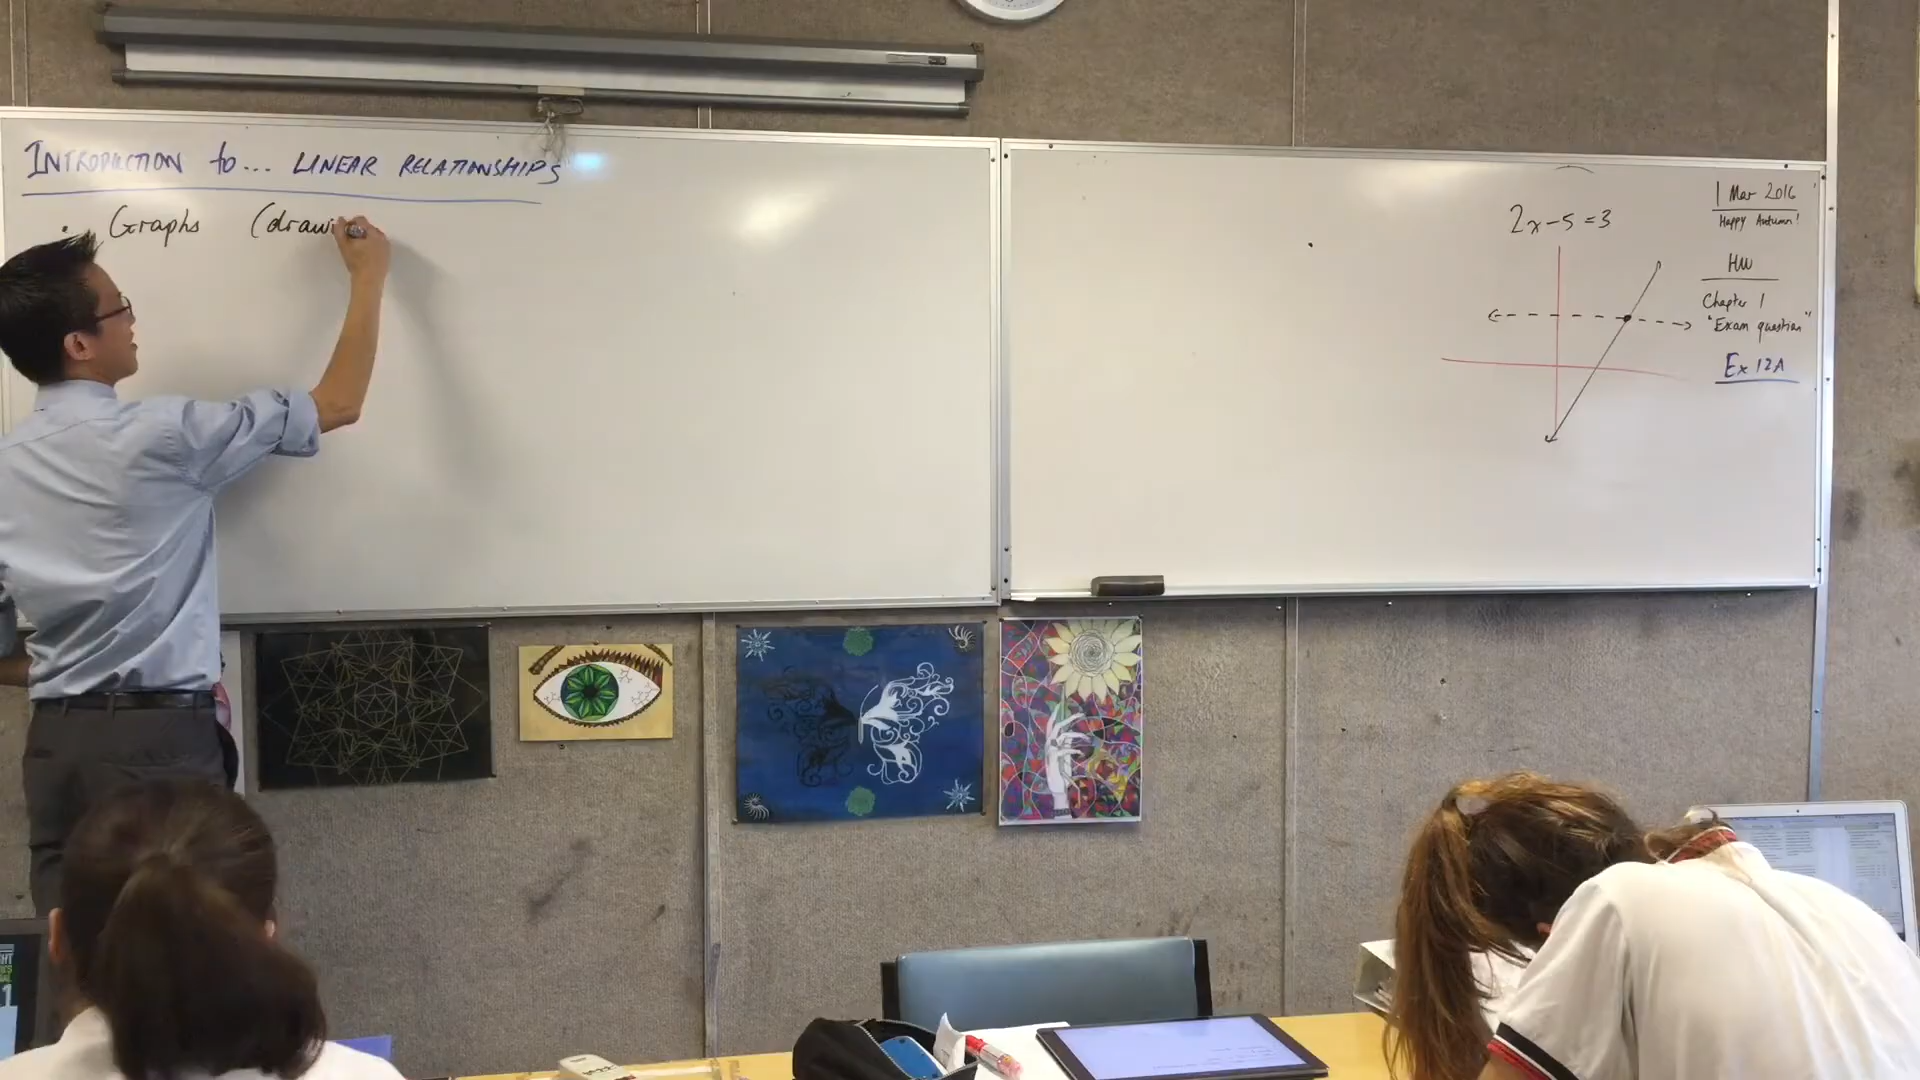 INTRODUCTION to... LINEAR RELATIONSHIPS
• Graphs (drawi
2x-5=3
1 Mar 2016
Happy Autumn!
HW
Chapter 1
"Exam question"
Ex 12A